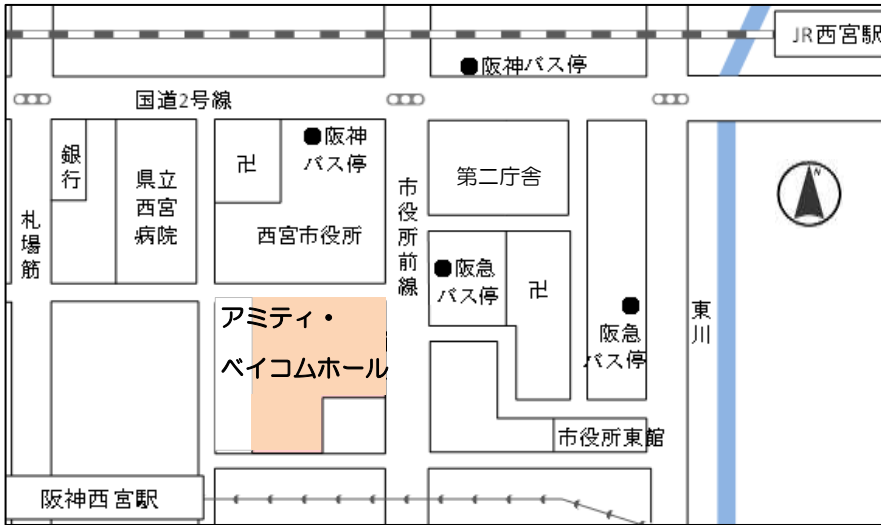 JR西宮駅
阪神バス停
国道2号線
銀行
県立
西宮
病院
卍
阪神
バス停
西宮市役所
第二庁舎
市役所前線
札場筋
N
阪急
バス停
卍
阪急
バス停
東川
アミティ・
ベイコムホール
市役所東館
阪神西宮駅